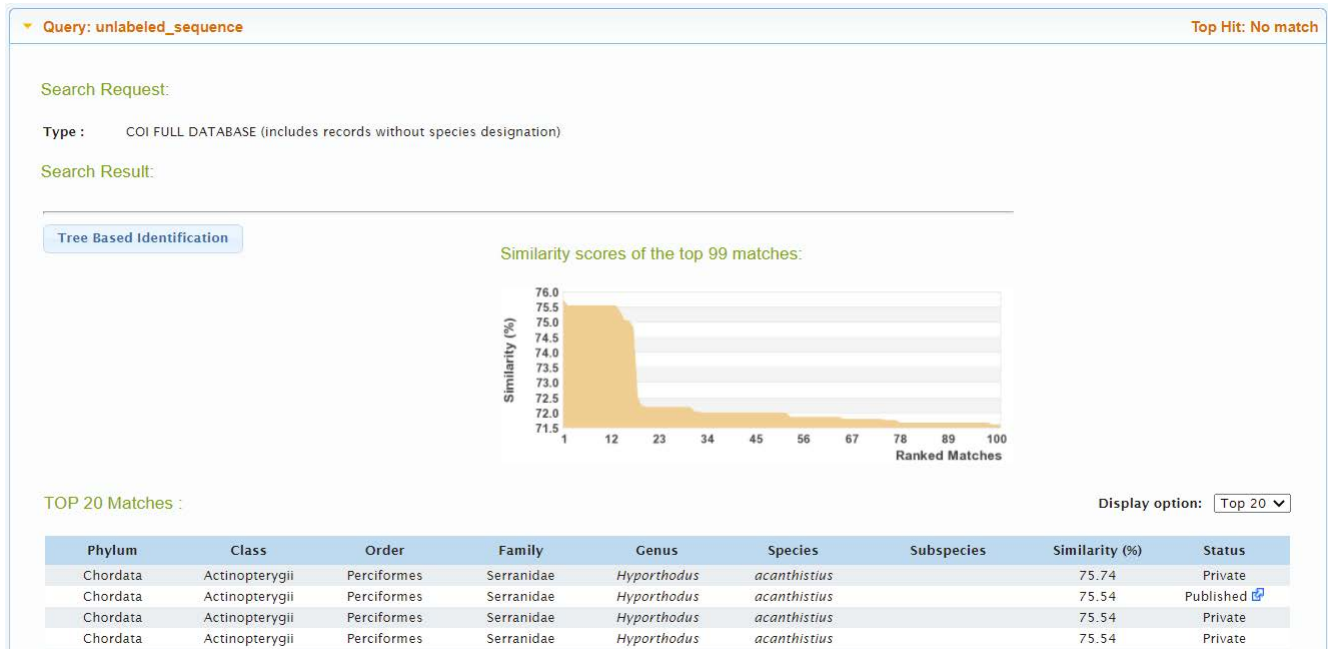 Query: unlabeled_sequence Top Hit: No match
Search Request:
Type : COI FULL DATABASE (includes records without species designation)
Search Result:
Tree Based Identification
Similarity scores of the top 99 matches:
76.0
75.5
75.0
74.5
74.0
73.5
73.0
72.5
72.0
71.5
Similarity (%)
1 12 23 34 45 56 67 78 89 100
Ranked Matches
TOP 20 Matches : Display option: Top 20
Phylum Class Order Family Genus Species Subspecies Similarity (%) Status
Chordata Actinopterygii Perciformes Serranidae Hyporthodus acanthistius 75.74 Private
Chordata Actinopterygii Perciformes Serranidae Hyporthodus acanthistius 75.54 Published
Chordata Actinopterygii Perciformes Serranidae Hyporthodus acanthistius 75.54 Private
Chordata Actinopterygii Perciformes Serranidae Hyporthodus acanthistius 75.54 Private